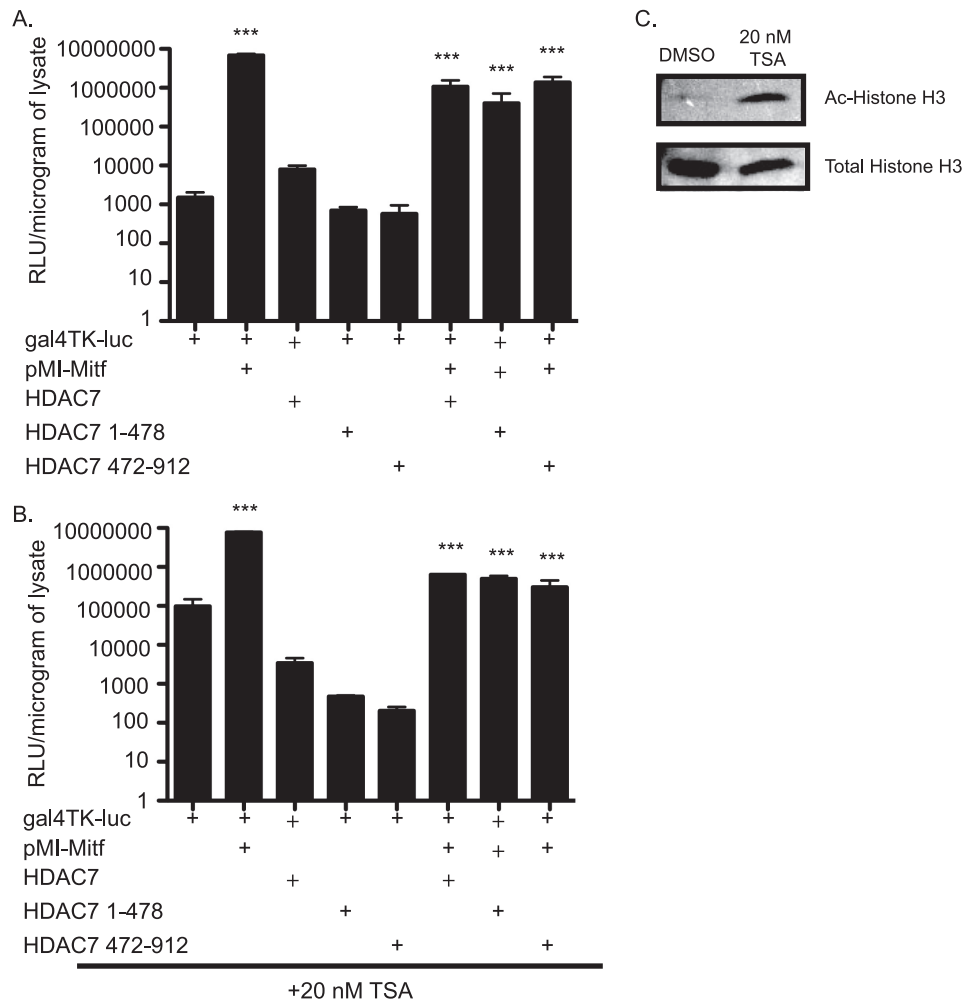 A.
10000000
1000000
100000
10000
1000
100
10
1
RLU/microgram of lysate
*** *** *** ***
gal4TK-luc + + + + + + + +
pMI-Mitf + + + +
HDAC7 + +
HDAC7 1-478 + +
HDAC7 472-912 + +
B.
10000000
1000000
100000
10000
1000
100
10
1
RLU/microgram of lysate
*** *** *** ***
gal4TK-luc + + + + + + + +
pMI-Mitf + + + +
HDAC7 + +
HDAC7 1-478 + +
HDAC7 472-912 + +
+20 nM TSA
C.
DMSO 20 nM
TSA
Ac-Histone H3
Total Histone H3